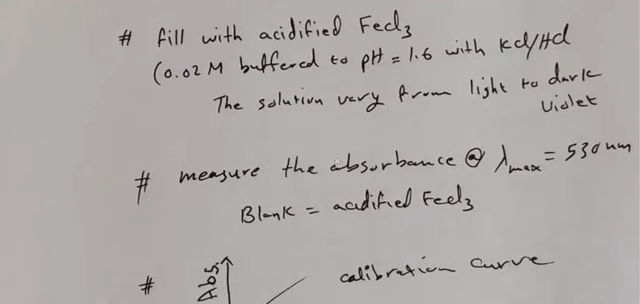 # fill with acidified FeCl3
(0.02 M buffered to pH = 1.6 with KCl/HCl
The solution vary from light to dark
violet
# measure the absorbance @ λmax = 530 nm
Blank = acidified FeCl3
# Abs. calibration curve